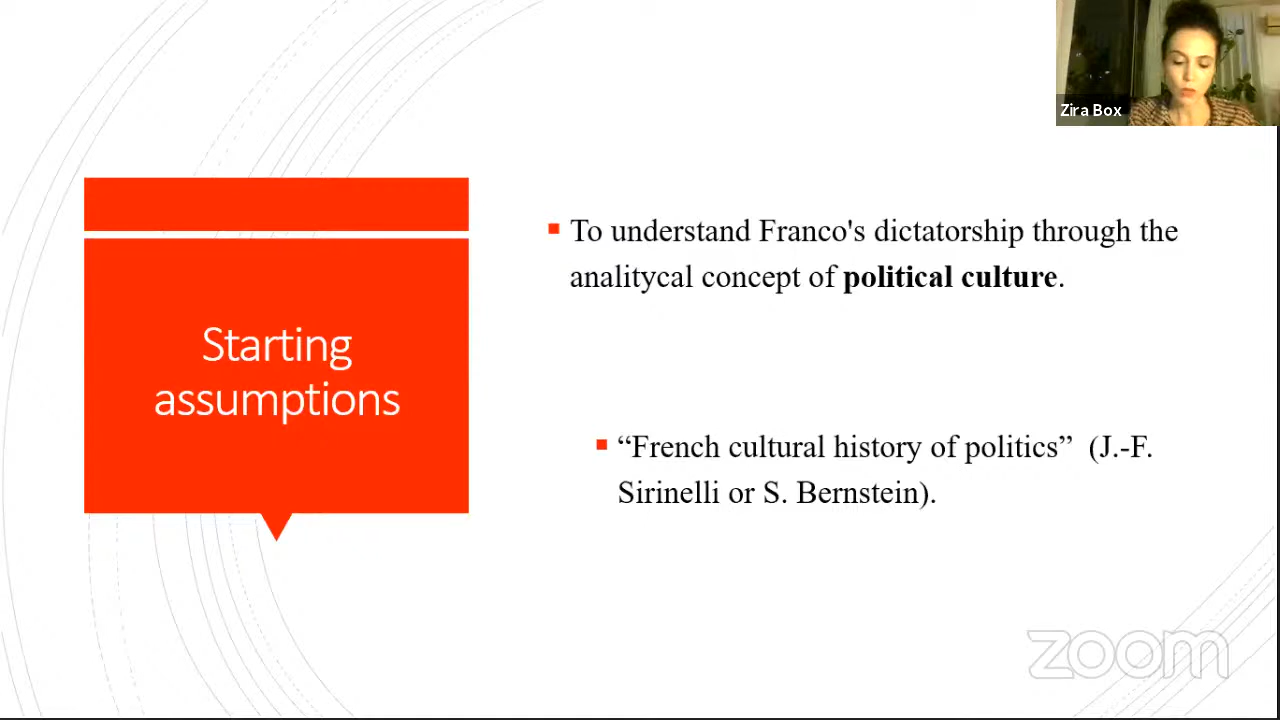 Zira Box
Starting
assumptions
▪ To understand Franco's dictatorship through the
analitycal concept of political culture.
▪ “French cultural history of politics” (J.-F.
Sirinelli or S. Bernstein).
zoom